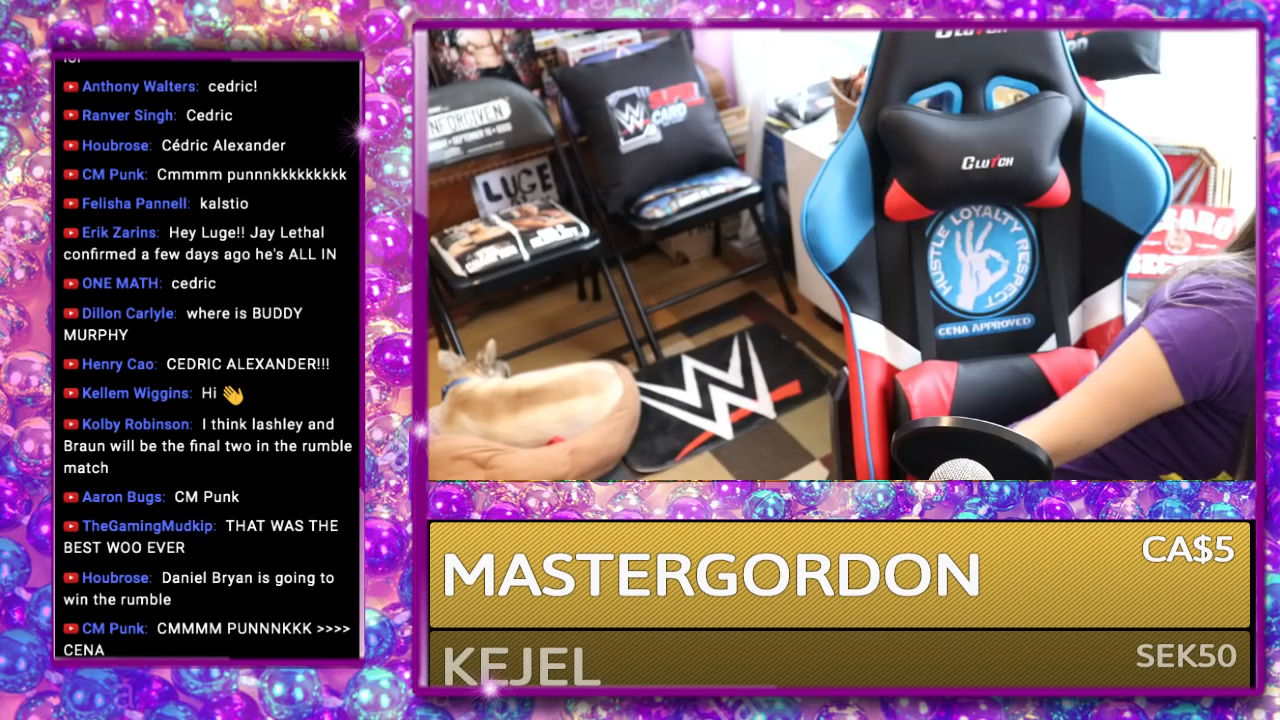 Anthony Walters: cedric!
Ranver Singh: Cedric
Houbrose: Cédric Alexander
CM Punk: Cmmmm punnnkkkkkkkkk
Felisha Pannell: kalstio
Erik Zarins: Hey Luge!! Jay Lethal
confirmed a few days ago he's ALL IN
ONE MATH: cedric
Dillon Carlyle: where is BUDDY
MURPHY
Henry Cao: CEDRIC ALEXANDER!!!
Kellem Wiggins: Hi 👋
Kolby Robinson: I think lashley and
Braun will be the final two in the rumble
match
Aaron Bugs: CM Punk
TheGamingMudkip: THAT WAS THE
BEST WOO EVER
Houbrose: Daniel Bryan is going to
win the rumble
CM Punk: CMMMM PUNNNKKK >>>>
CENA
NFORGIVEN
LUGE
W
CARD
CLUTCH
CLUTCH
HUSTLE LOYALTY RESPECT
CENA APPROVED
MASTERGORDON
CA$5
KEJEL
SEK50